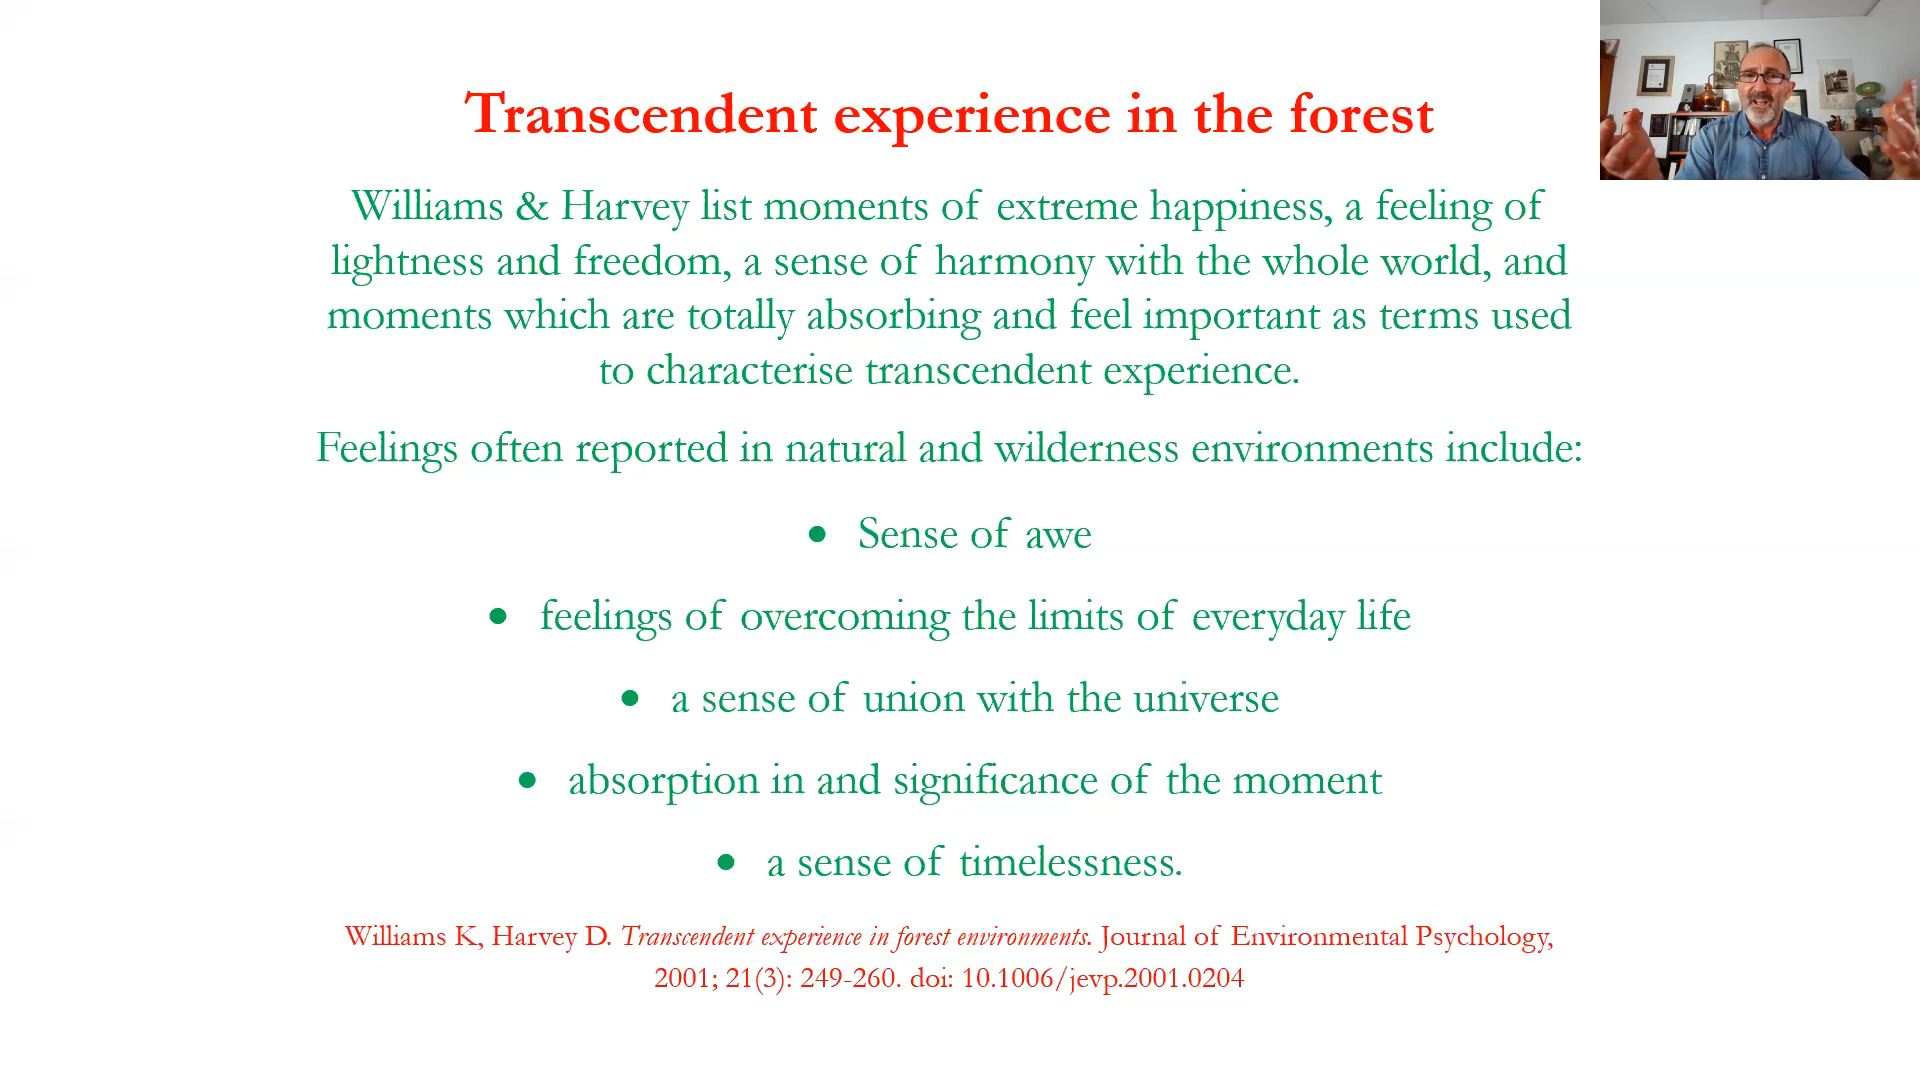 Transcendent experience in the forest
Williams & Harvey list moments of extreme happiness, a feeling of
lightness and freedom, a sense of harmony with the whole world, and
moments which are totally absorbing and feel important as terms used
to characterise transcendent experience.
Feelings often reported in natural and wilderness environments include:
• Sense of awe
• feelings of overcoming the limits of everyday life
• a sense of union with the universe
• absorption in and significance of the moment
• a sense of timelessness.
Williams K, Harvey D. Transcendent experience in forest environments. Journal of Environmental Psychology,
2001; 21(3): 249-260. doi: 10.1006/jevp.2001.0204